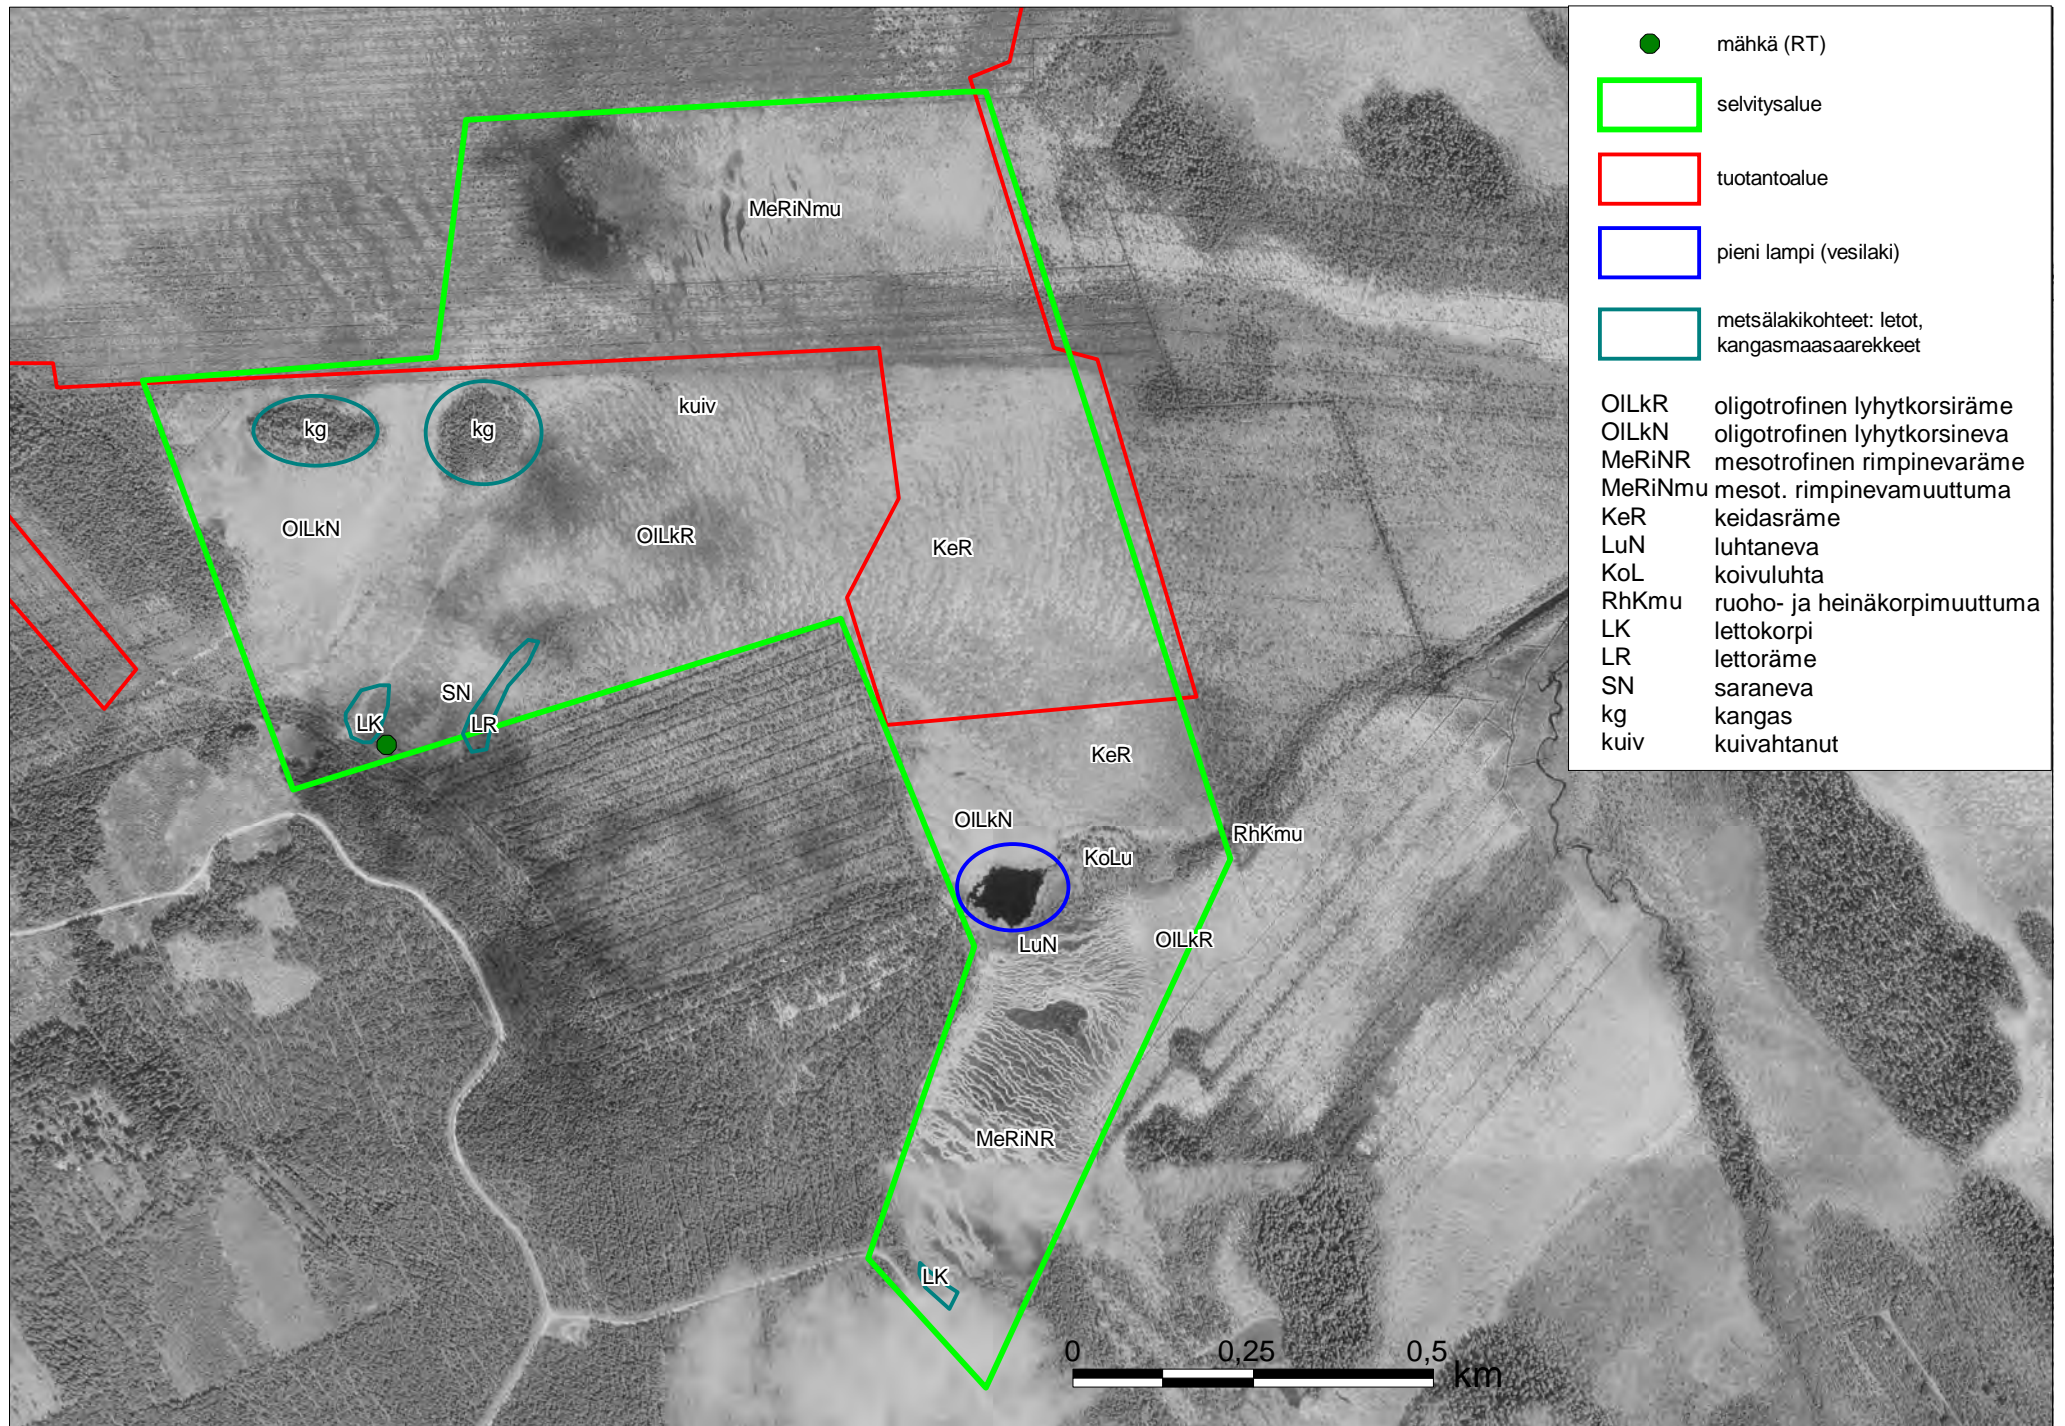 mähkä (RT)
selvitysalue
tuotantoalue
pieni lampi (vesilaki)
metsälakikohteet: letot,
kangasmaasaarekkeet
OlLkR oligotrofinen lyhytkorsiräme
OlLkN oligotrofinen lyhytkorsineva
MeRiNR mesotrofinen rimpinevaräme
MeRiNmu mesot. rimpinevamuuttuma
KeR keidasräme
LuN luhtaneva
KoL koivuluhta
RhKmu ruoho- ja heinäkorpimuuttuma
LK lettokorpi
LR lettoräme
SN saraneva
kg kangas
kuiv kuivahtanut
MeRiNmu
kuiv
kg
kg
OlLkN
OlLkR
KeR
SN
LK
LR
KeR
OlLkN
RhKmu
KoLu
LuN
OlLkR
MeRiNR
LK
0 0,25 0,5
km